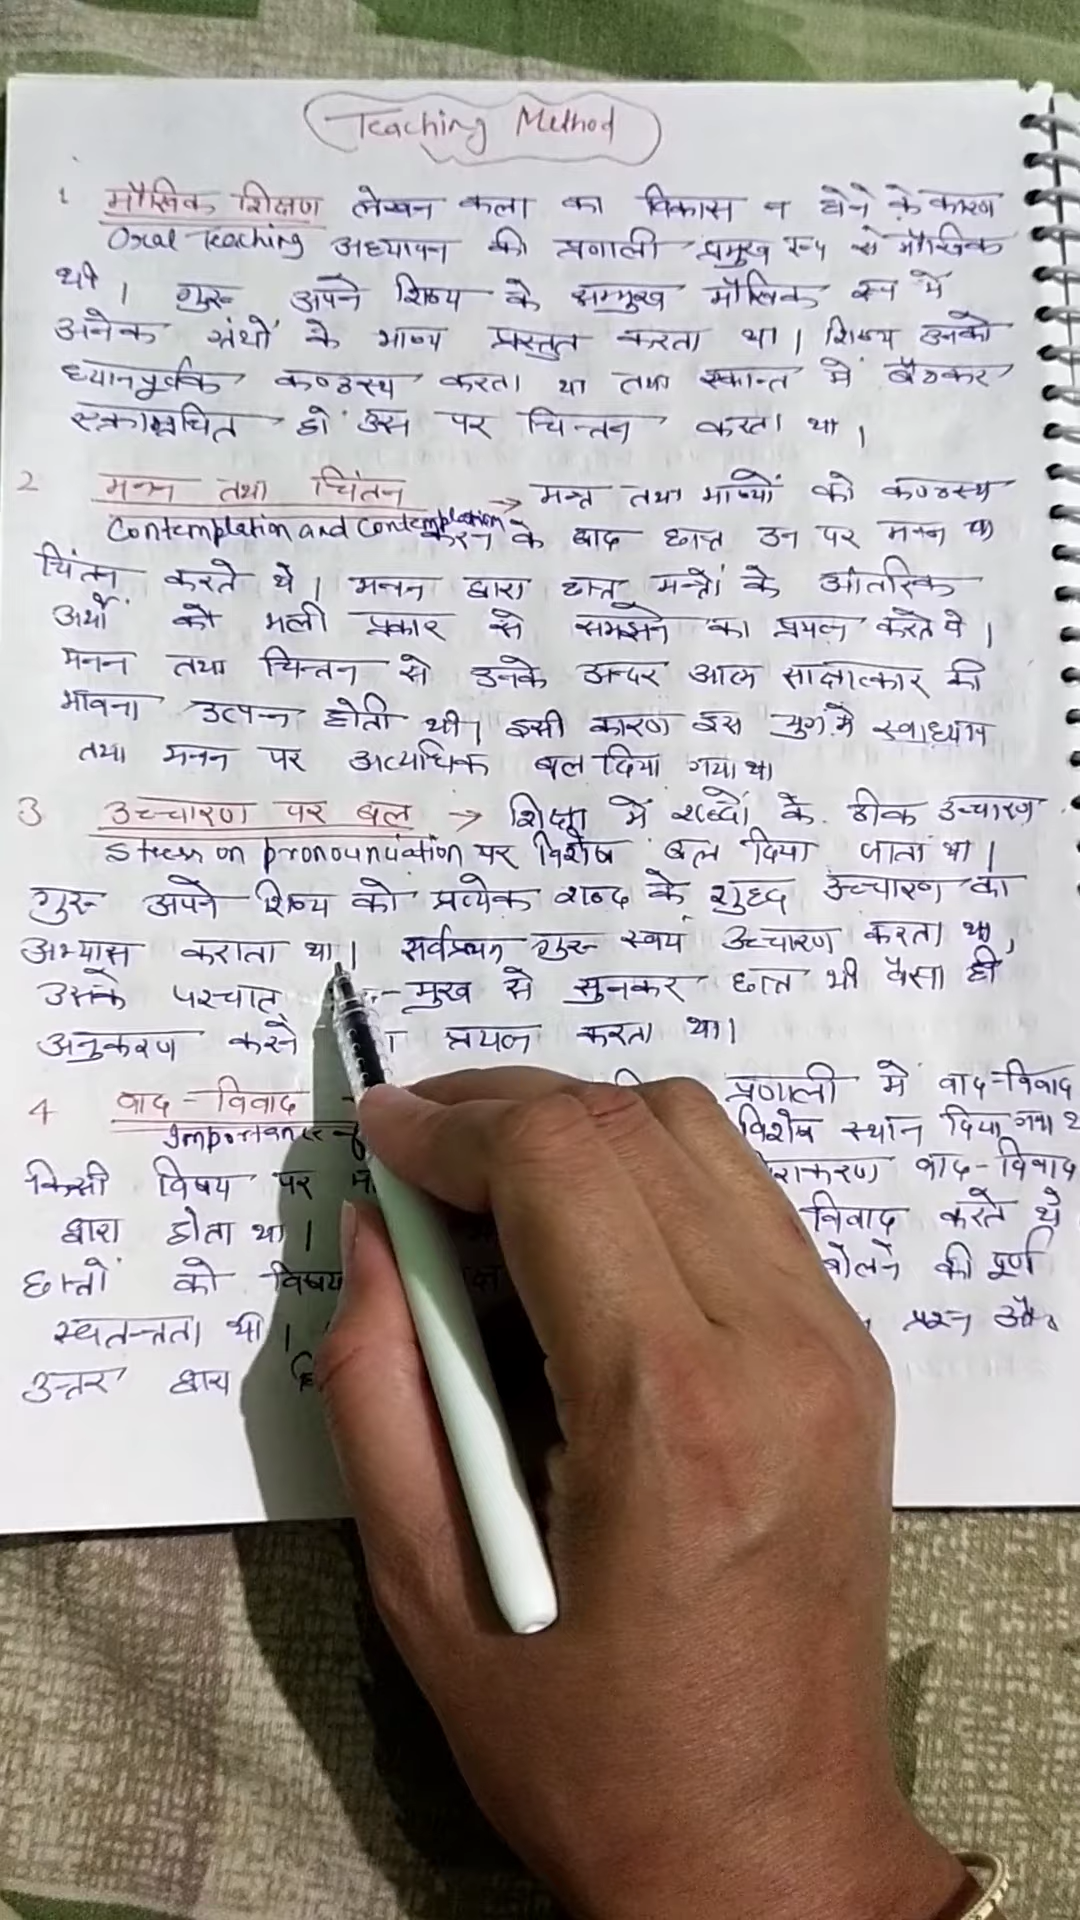 Teaching Method
1 मौखिक शिक्षण लेखन कला का विकास न होने के कारण
Oral Teaching अध्यापन की प्रणाली प्रमुख रूप से मौखिक
थी । गुरू अपने शिष्य के सम्मुख मौखिक रूप में
अनेक ग्रंथों के भाष्य प्रस्तुत करता था । शिष्य उनको
ध्यानपूर्वक कण्ठस्थ करता था तथा एकान्त में बैठकर
हो उस पर चिन्तन करता था ।
2 मनन तथा चिंतन → मन्त्र तथा भाष्यों को कण्ठस्थ
Contemplation and Contemplation करने के बाद छात्र उन पर मनन व
चिंतन करते थे । मनन द्वारा छात्र मन्त्रों के आंतरिक
अर्थों को भली प्रकार से समझने का प्रयत्न करते थे ।
मनन तथा चिन्तन से उनके अन्दर आत्म साक्षात्कार की
भावना उत्पन्न होती थी। इसी कारण इस युग में स्वाध्याय
तथा मनन पर अत्यधिक बल दिया गया था
3 उच्चारण पर बल → शिक्षा में शब्दों के ठीक उच्चारण
Stress on pronounuciation पर विशेष बल दिया जाता था ।
गुरू अपने शिष्य को प्रत्येक शब्द के शुद्ध उच्चारण का
अभ्यास कराता था । सर्वप्रथम गुरू स्वयं उच्चारण करता था,
उसके पश्चात् मुख से सुनकर छात्र भी वैसा ही
अनुकरण करने प्रयत्न करता था।
4 वाद-विवाद प्रणाली में वाद-विवाद
Importance विशेष स्थान दिया गया
किसी विषय पर वाद-विवाद
द्वारा होता था । विवाद करते थे
छात्रों को विषय बोलने की पूर्ण
स्वतन्त्रता थी । प्रश्न और
उत्तर द्वारा